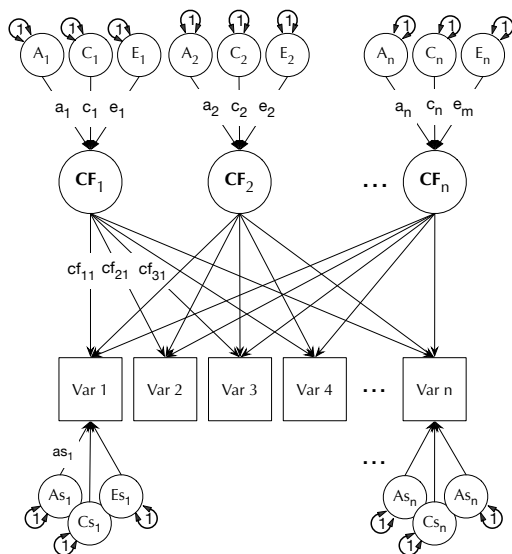 1 1 1 1 1 1 1 1 1
A1 C1 E1 A2 C2 E2 An Cn En
a1 c1 e1 a2 c2 e2 an cn em
CF1 CF2 ... CFn
cf11 cf21 cf31
Var 1 Var 2 Var 3 Var 4 ... Var n
as1 ...
As1 Es1 Asn Asn
1 Cs1 1 1 Csn 1
1 1